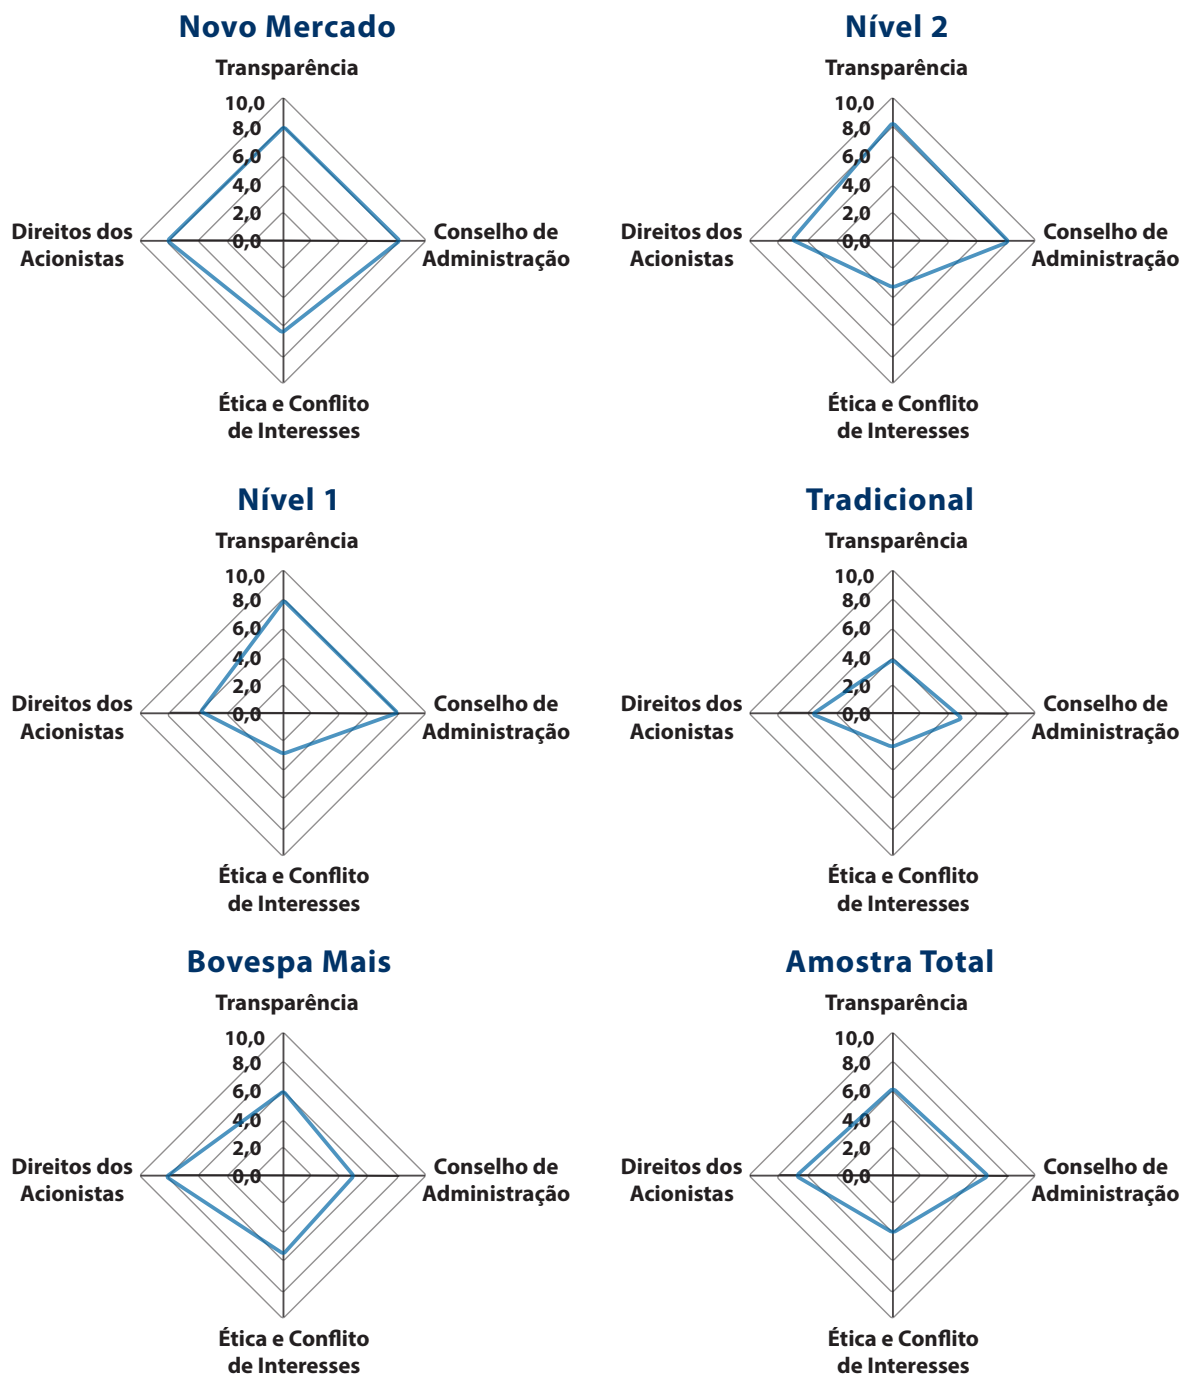 Novo Mercado
Transparência
10,0
8,0
6,0
4,0
2,0
0,0
Direitos dos
Acionistas
Conselho de
Administração
Ética e Conflito
de Interesses
Nível 2
Transparência
10,0
8,0
6,0
4,0
2,0
0,0
Direitos dos
Acionistas
Conselho de
Administração
Ética e Conflito
de Interesses
Nível 1
Transparência
10,0
8,0
6,0
4,0
2,0
0,0
Direitos dos
Acionistas
Conselho de
Administração
Ética e Conflito
de Interesses
Tradicional
Transparência
10,0
8,0
6,0
4,0
2,0
0,0
Direitos dos
Acionistas
Conselho de
Administração
Ética e Conflito
de Interesses
Bovespa Mais
Transparência
10,0
8,0
6,0
4,0
2,0
0,0
Direitos dos
Acionistas
Conselho de
Administração
Ética e Conflito
de Interesses
Amostra Total
Transparência
10,0
8,0
6,0
4,0
2,0
0,0
Direitos dos
Acionistas
Conselho de
Administração
Ética e Conflito
de Interesses